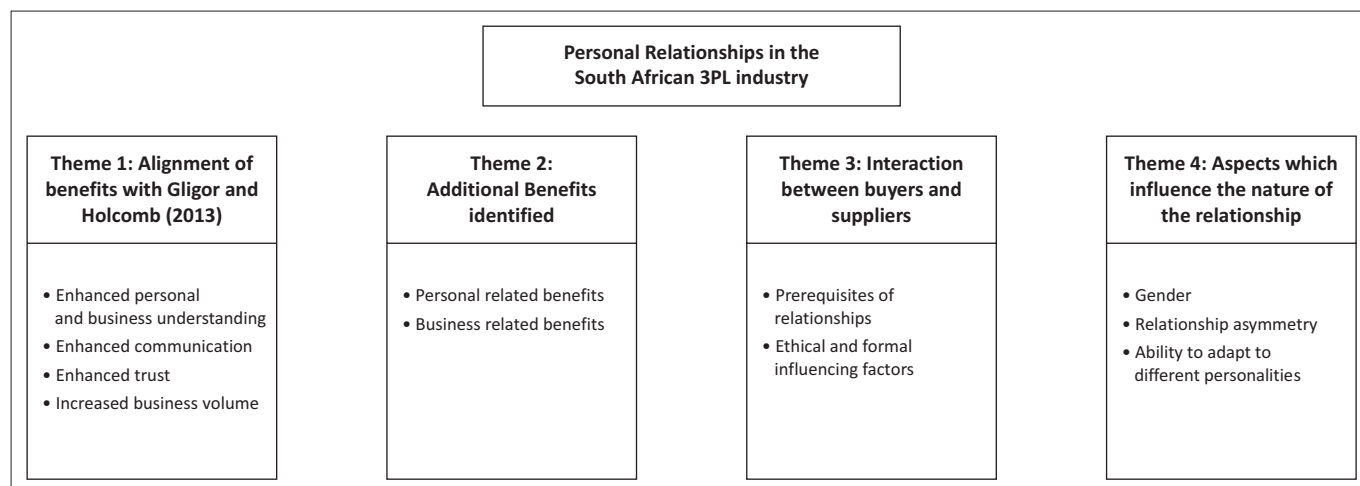 Personal Relationships in the
South African 3PL industry
Theme 1: Alignment of
benefits with Gligor and
Holcomb (2013)
• Enhanced personal
and business understanding
• Enhanced communication
• Enhanced trust
• Increased business volume
Theme 2:
Additional Benefits
identified
• Personal related benefits
• Business related benefits
Theme 3: Interaction
between buyers and
suppliers
• Prerequisites of
relationships
• Ethical and formal
influencing factors
Theme 4: Aspects which
influence the nature of
the relationship
• Gender
• Relationship asymmetry
• Ability to adapt to
different personalities